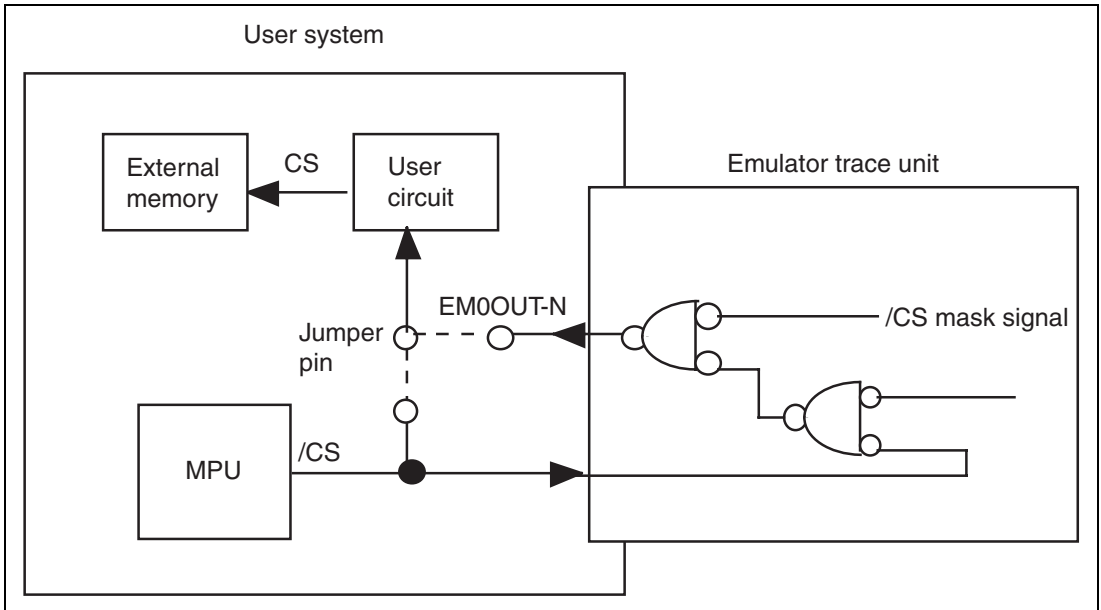 User system
External
memory
CS
User
circuit
Emulator trace unit
EM0OUT-N
Jumper
pin
/CS mask signal
MPU
/CS